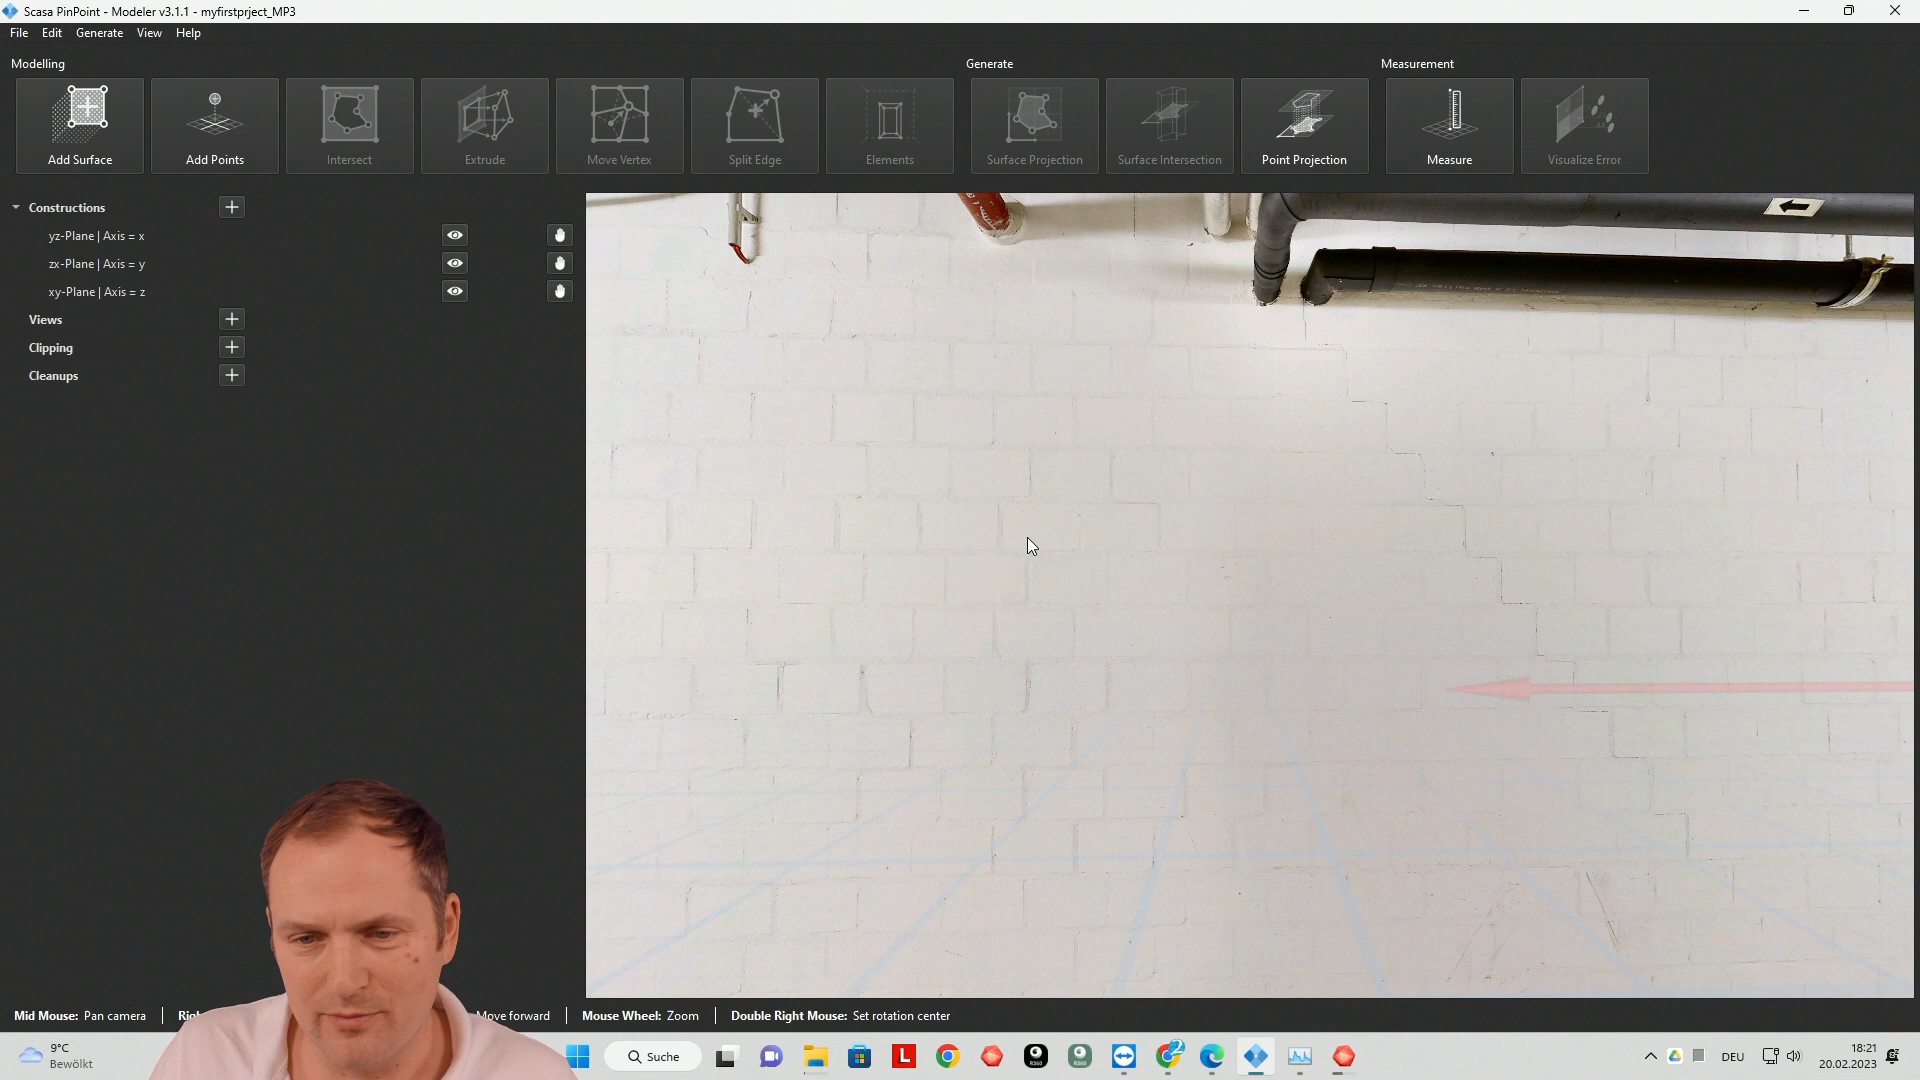 Scasa PinPoint - Modeler v3.1.1 - myfirstprject_MP3
File Edit Generate View Help
Modelling
Generate
Measurement
Add Surface
Add Points
Intersect
Extrude
Move Vertex
Split Edge
Elements
Surface Projection
Surface Intersection
Point Projection
Measure
Visualize Error
Constructions
yz-Plane | Axis = x
zx-Plane | Axis = y
xy-Plane | Axis = z
Views
Clipping
Cleanups
Mid Mouse: Pan camera
Move forward
Mouse Wheel: Zoom
Double Right Mouse: Set rotation center
9°C
Bewölkt
Suche
L
R360
R360
2
DEU
18:21
20.02.2023